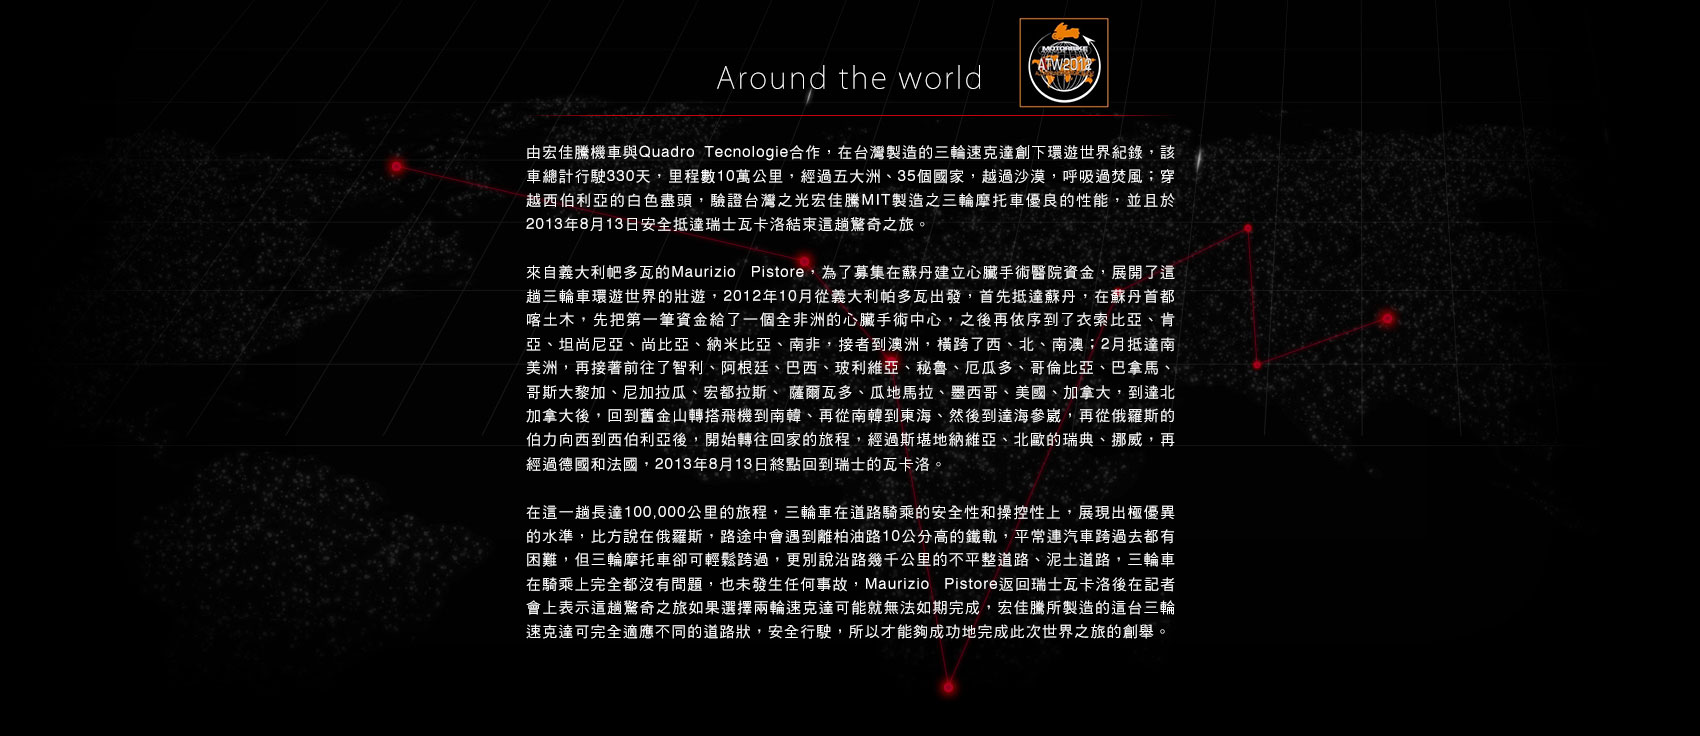 Around the world
MOTORBIKE
ATW2012
由宏佳騰機車與Quadro Tecnologie合作，在台灣製造的三輪速克達創下環遊世界紀錄，該
車總計行駛330天，里程數10萬公里，經過五大洲、35個國家，越過沙漠，呼吸過焚風；穿
越西伯利亞的白色盡頭，驗證台灣之光宏佳騰MIT製造之三輪摩托車優良的性能，並且於
2013年8月13日安全抵達瑞士瓦卡洛結束這趟驚奇之旅。
來自義大利帊多瓦的Maurizio Pistore，為了募集在蘇丹建立心臟手術醫院資金，展開了這
趟三輪車環遊世界的壯遊，2012年10月從義大利帕多瓦出發，首先抵達蘇丹，在蘇丹首都
喀土木，先把第一筆資金給了一個全非洲的心臟手術中心，之後再依序到了衣索比亞、肯
亞、坦尚尼亞、尚比亞、納米比亞、南非，接者到澳洲，橫跨了西、北、南澳；2月抵達南
美洲，再接著前往了智利、阿根廷、巴西、玻利維亞、秘魯、厄瓜多、哥倫比亞、巴拿馬、
哥斯大黎加、尼加拉瓜、宏都拉斯、 薩爾瓦多、瓜地馬拉、墨西哥、美國、加拿大，到達北
加拿大後，回到舊金山轉搭飛機到南韓、再從南韓到東海、然後到達海參崴，再從俄羅斯的
伯力向西到西伯利亞後，開始轉往回家的旅程，經過斯堪地納維亞、北歐的瑞典、挪威，再
經過德國和法國，2013年8月13日終點回到瑞士的瓦卡洛。
在這一趟長達100,000公里的旅程，三輪車在道路騎乘的安全性和操控性上，展現出極優異
的水準，比方說在俄羅斯，路途中會遇到離柏油路10公分高的鐵軌，平常連汽車跨過去都有
困難，但三輪摩托車卻可輕鬆跨過，更別說沿路幾千公里的不平整道路、泥土道路，三輪車
在騎乘上完全都沒有問題，也未發生任何事故，Maurizio Pistore返回瑞士瓦卡洛後在記者
會上表示這趟驚奇之旅如果選擇兩輪速克達可能就無法如期完成，宏佳騰所製造的這台三輪
速克達可完全適應不同的道路狀，安全行駛，所以才能夠成功地完成此次世界之旅的創舉。